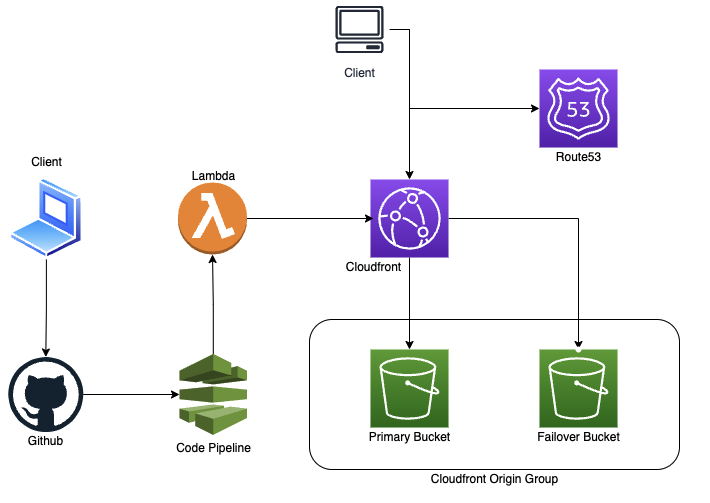 Client
53
Route53
Client
Lambda
Cloudfront
Primary Bucket
Failover Bucket
Github
Code Pipeline
Cloudfront Origin Group